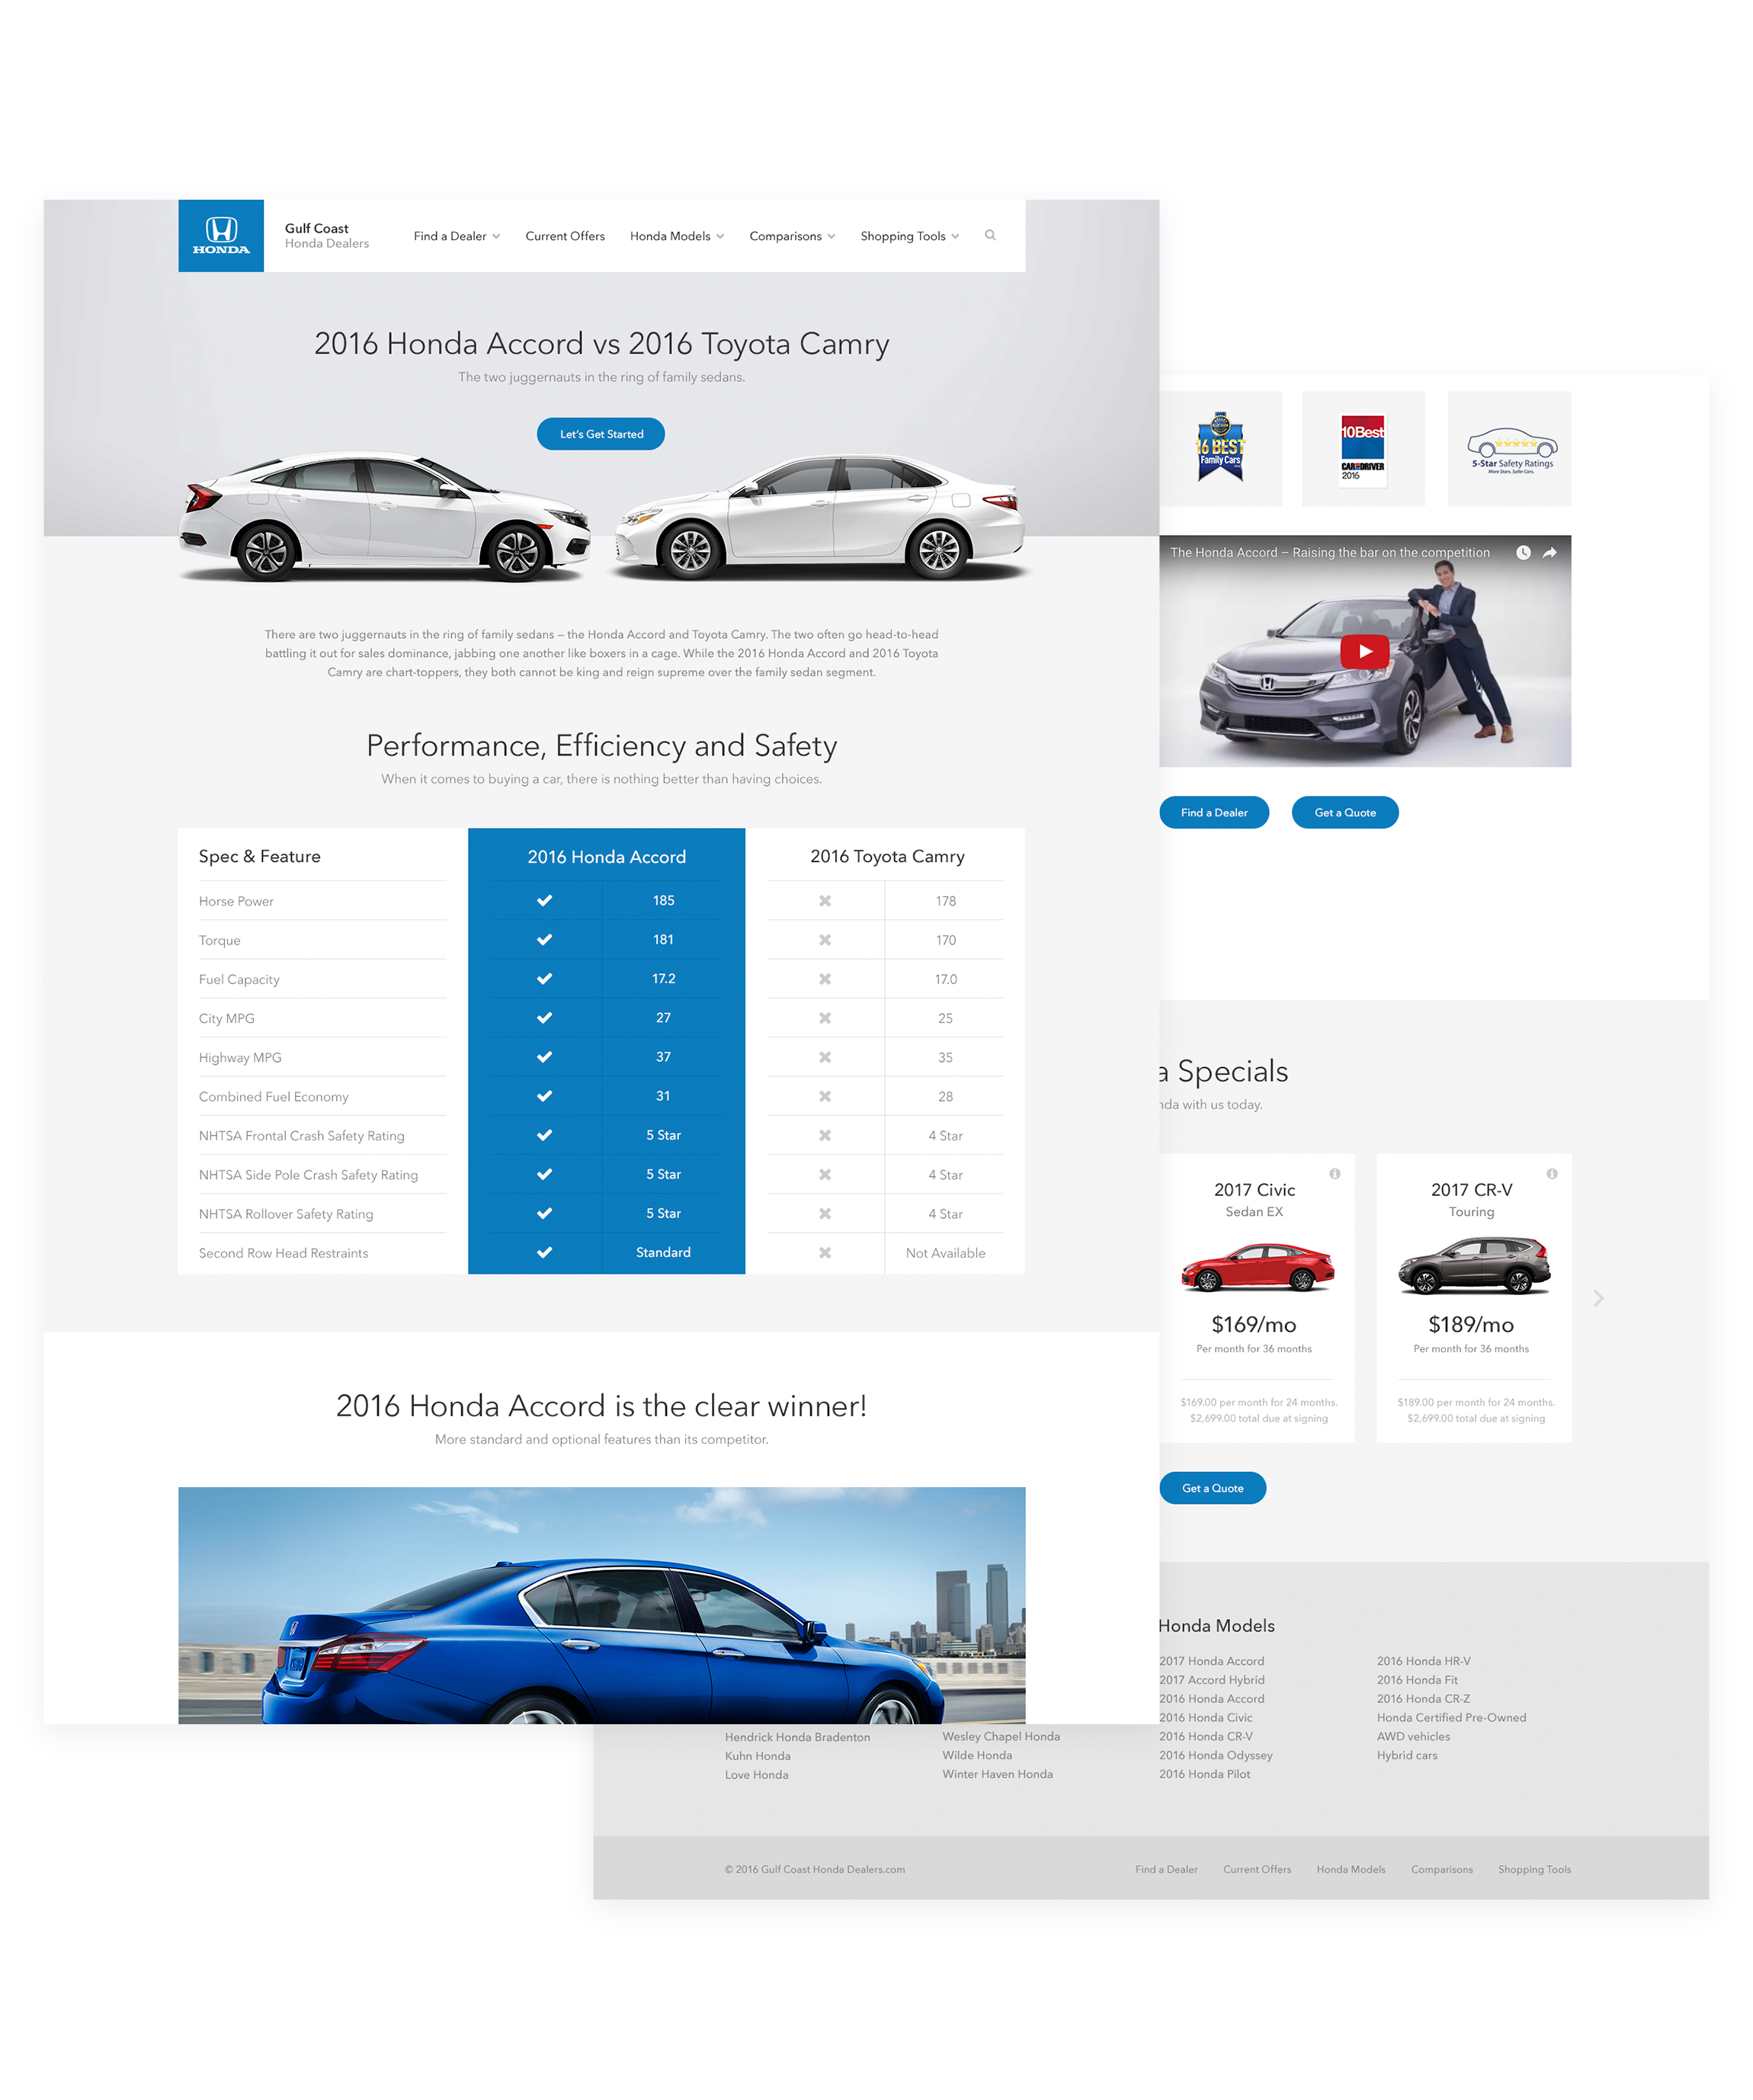 HONDA
Gulf Coast
Honda Dealers
Find a Dealer
Current Offers
Honda Models
Comparisons
Shopping Tools
2016 Honda Accord vs 2016 Toyota Camry
The two juggernauts in the ring of family sedans.
Let's Get Started
There are two juggernauts in the ring of family sedans – the Honda Accord and Toyota Camry. The two often go head-to-head
battling it out for sales dominance, jabbing one another like boxers in a cage. While the 2016 Honda Accord and 2016 Toyota
Camry are chart-toppers, they both cannot be king and reign supreme over the family sedan segment.
Performance, Efficiency and Safety
When it comes to buying a car, there is nothing better than having choices.
Spec & Feature
2016 Honda Accord
2016 Toyota Camry
Horse Power
185
178
Torque
181
170
Fuel Capacity
17.2
17.0
City MPG
27
25
Highway MPG
37
35
Combined Fuel Economy
31
28
NHTSA Frontal Crash Safety Rating
5 Star
4 Star
NHTSA Side Pole Crash Safety Rating
5 Star
4 Star
NHTSA Rollover Safety Rating
5 Star
4 Star
Second Row Head Restraints
Standard
Not Available
2016 Honda Accord is the clear winner!
More standard and optional features than its competitor.
16 BEST
Family Cars
10Best
CAR and DRIVER
2016
5-Star Safety Ratings
More Stars. Safer Cars.
The Honda Accord – Raising the bar on the competition
Find a Dealer
Get a Quote
a Specials
nda with us today.
2017 Civic
Sedan EX
$169/mo
Per month for 36 months
$169.00 per month for 24 months.
$2,699.00 total due at signing
2017 CR-V
Touring
$189/mo
Per month for 36 months
$189.00 per month for 24 months.
$2,699.00 total due at signing
Get a Quote
Hendrick Honda Bradenton
Kuhn Honda
Love Honda
Wesley Chapel Honda
Wilde Honda
Winter Haven Honda
Honda Models
2017 Honda Accord
2017 Accord Hybrid
2016 Honda Accord
2016 Honda Civic
2016 Honda CR-V
2016 Honda Odyssey
2016 Honda Pilot
2016 Honda HR-V
2016 Honda Fit
2016 Honda CR-Z
Honda Certified Pre-Owned
AWD vehicles
Hybrid cars
© 2016 Gulf Coast Honda Dealers.com
Find a Dealer
Current Offers
Honda Models
Comparisons
Shopping Tools